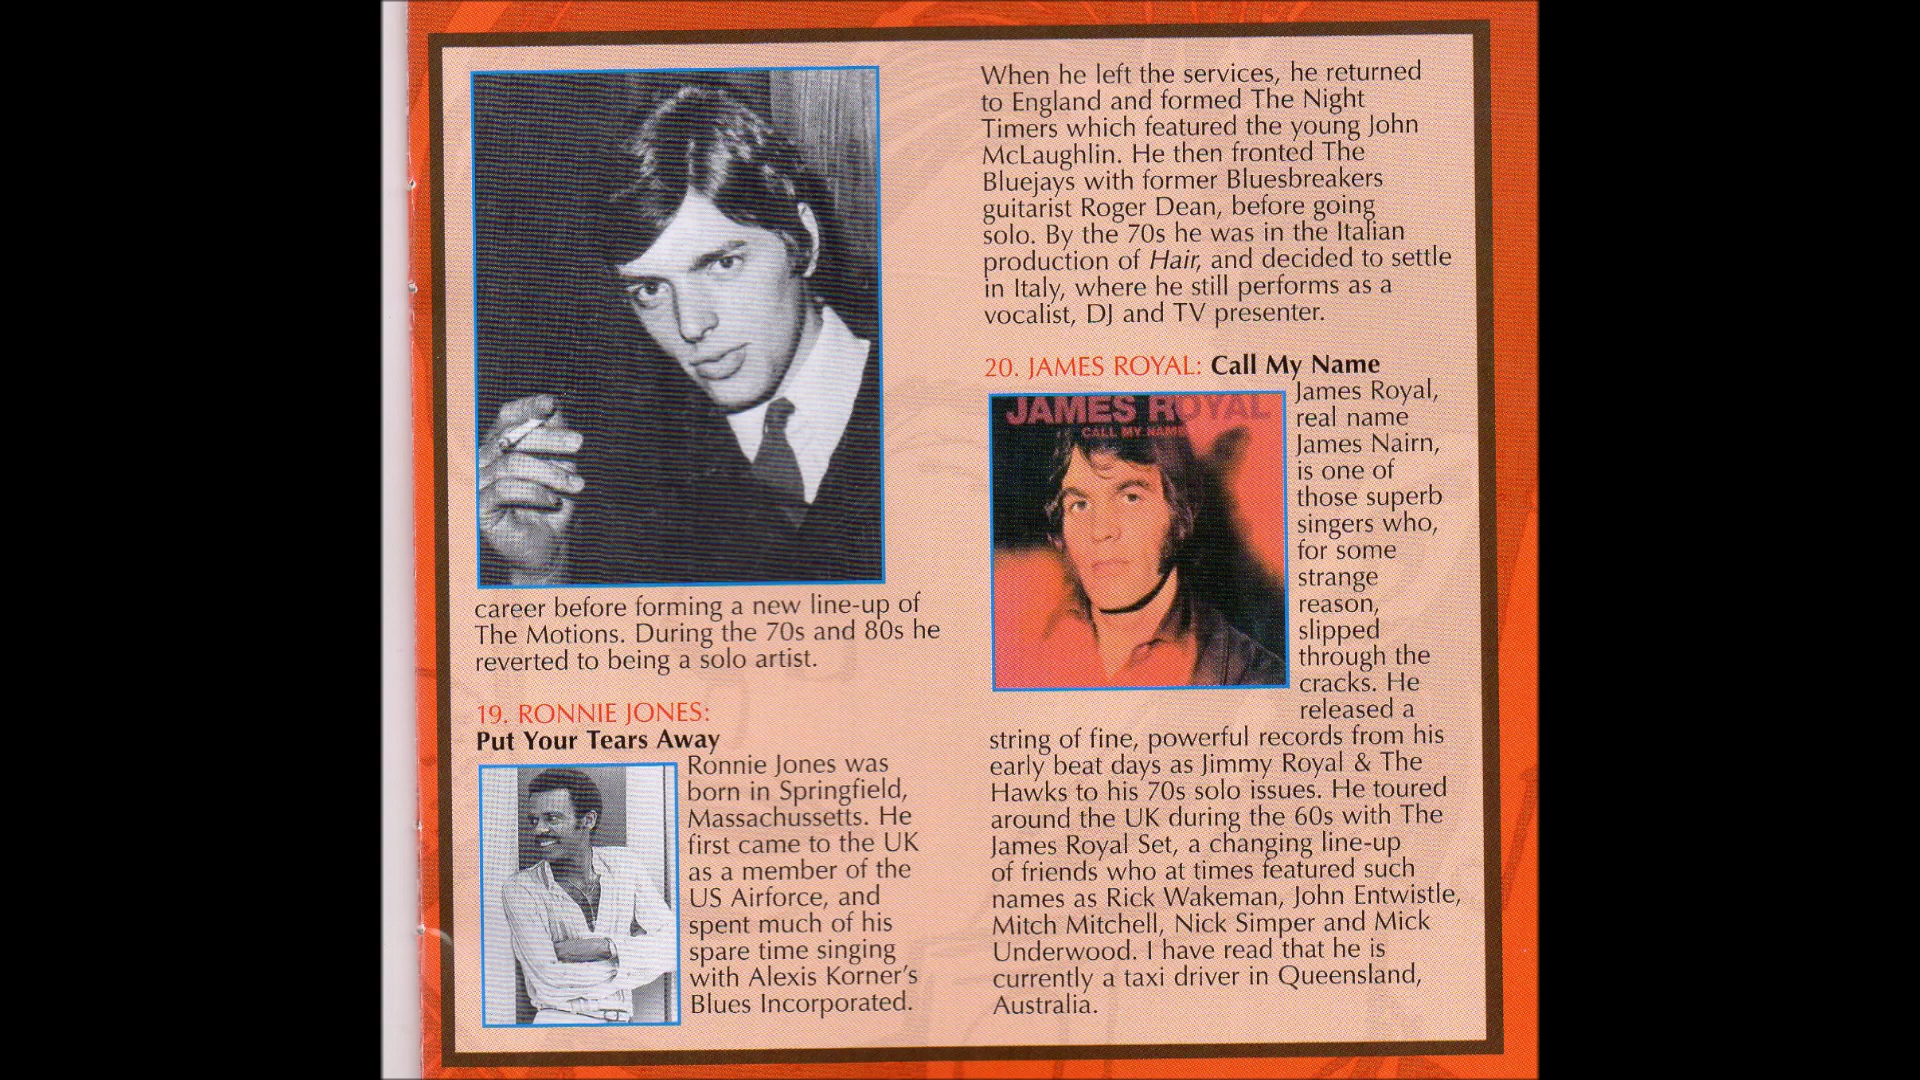 career before forming a new line-up of
The Motions. During the 70s and 80s he
reverted to being a solo artist.
19. RONNIE JONES:
Put Your Tears Away
Ronnie Jones was
born in Springfield,
Massachussetts. He
first came to the UK
as a member of the
US Airforce, and
spent much of his
spare time singing
with Alexis Korner's
Blues Incorporated.
When he left the services, he returned
to England and formed The Night
Timers which featured the young John
McLaughlin. He then fronted The
Bluejays with former Bluesbreakers
guitarist Roger Dean, before going
solo. By the 70s he was in the Italian
production of Hair, and decided to settle
in Italy, where he still performs as a
vocalist, DJ and TV presenter.
20. JAMES ROYAL: Call My Name
JAMES ROYAL
CALL MY NAME
James Royal,
real name
James Nairn,
is one of
those superb
singers who,
for some
strange
reason,
slipped
through the
cracks. He
released a
string of fine, powerful records from his
early beat days as Jimmy Royal & The
Hawks to his 70s solo issues. He toured
around the UK during the 60s with The
James Royal Set, a changing line-up
of friends who at times featured such
names as Rick Wakeman, John Entwistle,
Mitch Mitchell, Nick Simper and Mick
Underwood. I have read that he is
currently a taxi driver in Queensland,
Australia.